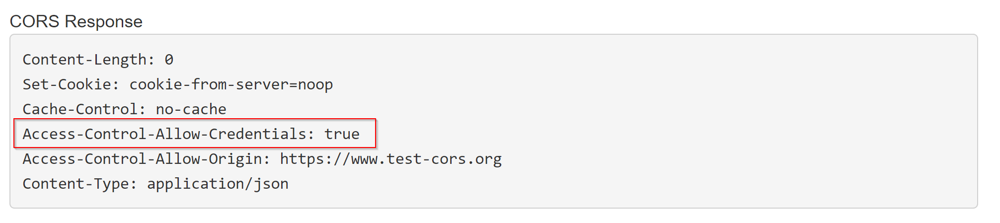 CORS Response
Content-Length: 0
Set-Cookie: cookie-from-server=noop
Cache-Control: no-cache
Access-Control-Allow-Credentials: true
Access-Control-Allow-Origin: https://www.test-cors.org
Content-Type: application/json